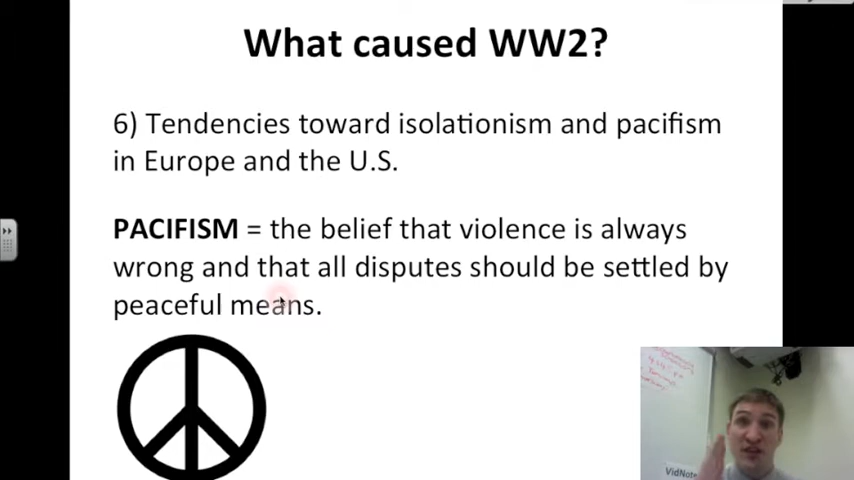 What caused WW2?
6) Tendencies toward isolationism and pacifism
in Europe and the U.S.
PACIFISM = the belief that violence is always
wrong and that all disputes should be settled by
peaceful means.